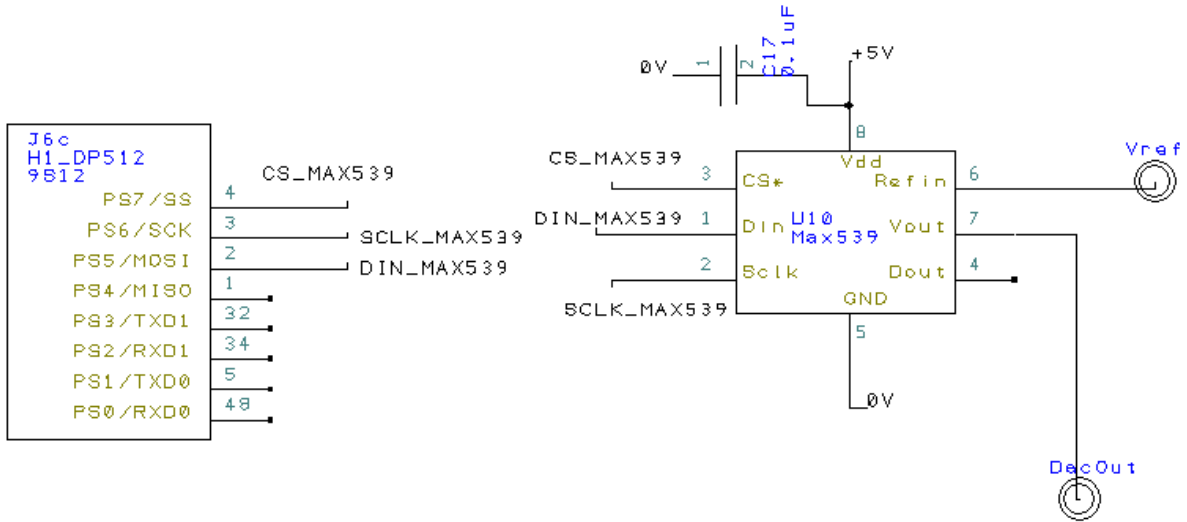 C17
0.1uF
0V
1
2
+5V
J6c
H1_DP512
9S12
CS_MAX539
PS7/SS
4
PS6/SCK
3
SCLK_MAX539
PS5/MOSI
2
DIN_MAX539
PS4/MISO
1
PS3/TXD1
32
PS2/RXD1
34
PS1/TXD0
5
PS0/RXD0
48
8
Vdd
CS_MAX539
3
CS*
Refin
6
Vref
DIN_MAX539
1
Din
U10
Max539
Vout
7
2
Sclk
Dout
4
SCLK_MAX539
GND
5
0V
DacOut